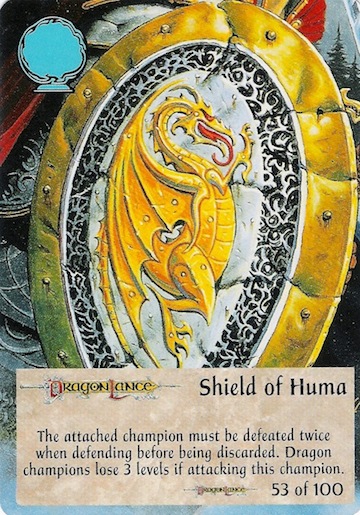 DRAGONLANCE Shield of Huma
The attached champion must be defeated twice
when defending before being discarded. Dragon
champions lose 3 levels if attacking this champion.
DRAGONLANCE 53 of 100